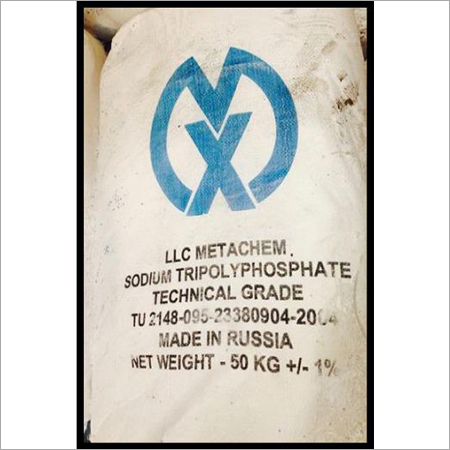 LLC METACHEM.
SODIUM TRIPOLYPHOSPHATE
TECHNICAL GRADE
TU 2148-095-23380904-2004
MADE IN RUSSIA
NET WEIGHT - 50 KG +/- 1%